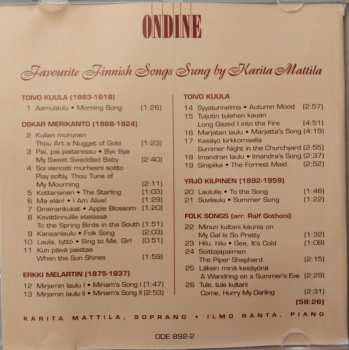 ONDINE
Favourite Finnish Songs Sung by Karita Mattila
TOIVO KUULA (1883-1918)
1 Aamulaulu • Morning Song (1:26)
OSKAR MERIKANTO (1868-1924)
2 Kullan murunen
Thou Art a Nugget of Gold (1:23)
3 Pai, pai, paitaressu • Bye Bye
My Sweet Swaddled Baby (2:40)
4 Soi vienosti murheeni soitto
Play softly, Thou Tune of
My Mourning (2:11)
5 Kottarainen • The Starling (1:03)
6 Ma elän! • I Am Alive! (1:29)
7 Omenankukat • Apple Blossom (1:20)
8 Kevätlinnuille etelässä
To the Spring Birds in the South (1:51)
9 Kansanlaulu • Folk Song (2:03)
10 Laula, tyttö • Sing to Me, Girl (0:51)
11 Kun päivä paistaa
When the Sun Shines (1:59)
ERKKI MELARTIN (1875-1937)
12 Mirjamin laulu I • Miriam's Song I (1:47)
13 Mirjamin laulu II • Miriam's Song II (2:53)
TOIVO KUULA
14 Syystunnelma • Autumn Mood (2:57)
15 Tuijotin tulehen kauan
Long Gazed I into the Fire (4:51)
16 Marjatan laulu • Marjatta's Song (4:19)
17 Kesäyö kirkkomaalla
Summer Night in the Churchyard (2:55)
18 Imandran laulu • Imandra's Song (2:37)
19 Sinipiika • The Forrest Maid (2:55)
YRJÖ KILPINEN (1892-1959)
20 Laululle • To the Song (1:46)
21 Suvilaulu • Summer Song (1:22)
FOLK SONGS (arr: Ralf Gothoni)
22 Minun kultani kaunis on
My Gal Is So Pretty (1:32)
23 Hilu, hilu • Gee, It's Cold (1:09)
24 Soittajapaimen
The Piper Shepherd (2:15)
25 Läksin minä kesäyönä
A Wandring on a Summer's Eve (2:46)
26 Tule, tule kultani
Come, Hurry My Darling (2:31)
[58:26]
KARITA MATTILA, SOPRANO • ILMO RANTA, PIANO
ODE 892-2